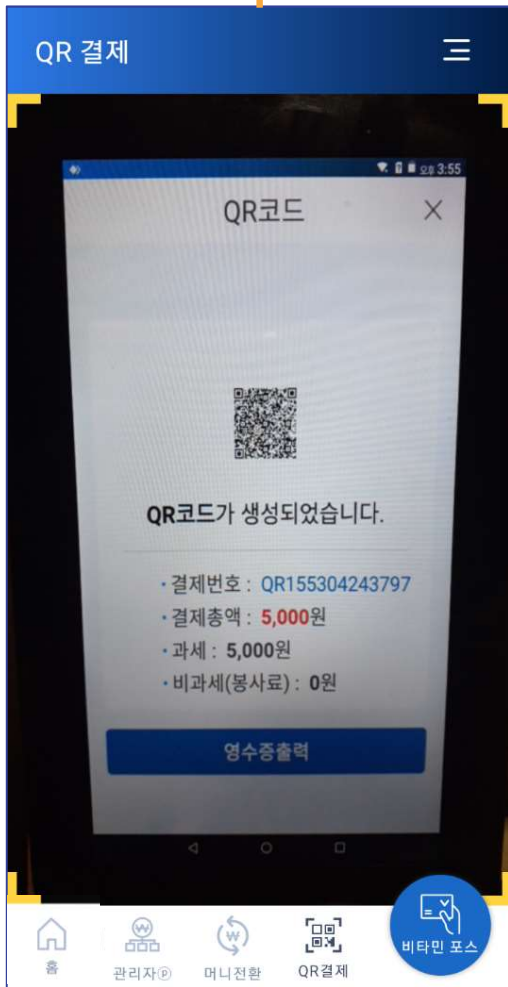 QR 결제
오후 3:55
QR코드
QR코드가 생성되었습니다.
·결제번호 : QR155304243797
·결제총액 : 5,000원
·과세 : 5,000원
·비과세(봉사료) : 0원
영수증출력
비타민 포스
홈
관리자ⓟ
머니전환
QR결제